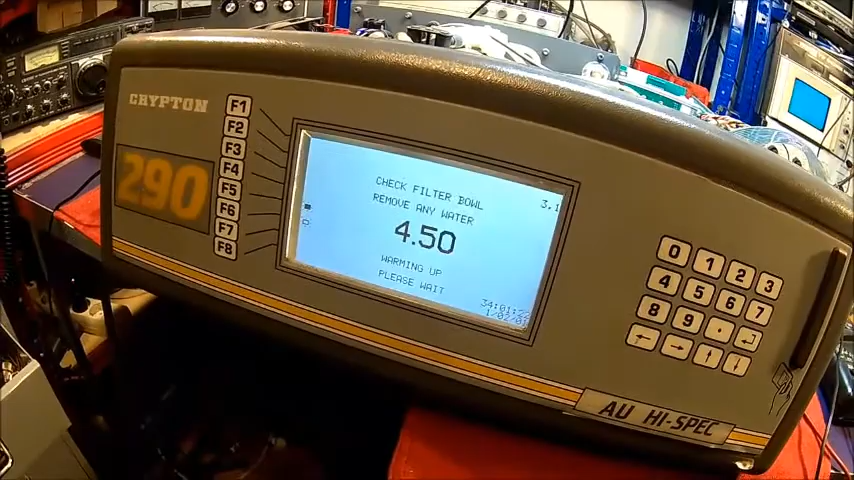 CRYPTON
290
F1
F2
F3
F4
F5
F6
F7
F8
CHECK FILTER BOWL
REMOVE ANY WATER
4.50
WARMING UP
PLEASE WAIT
3.1
0 1 2 3
4 5 6 7
8 9 · -
← → ↑ ↓
AU HI-SPEC